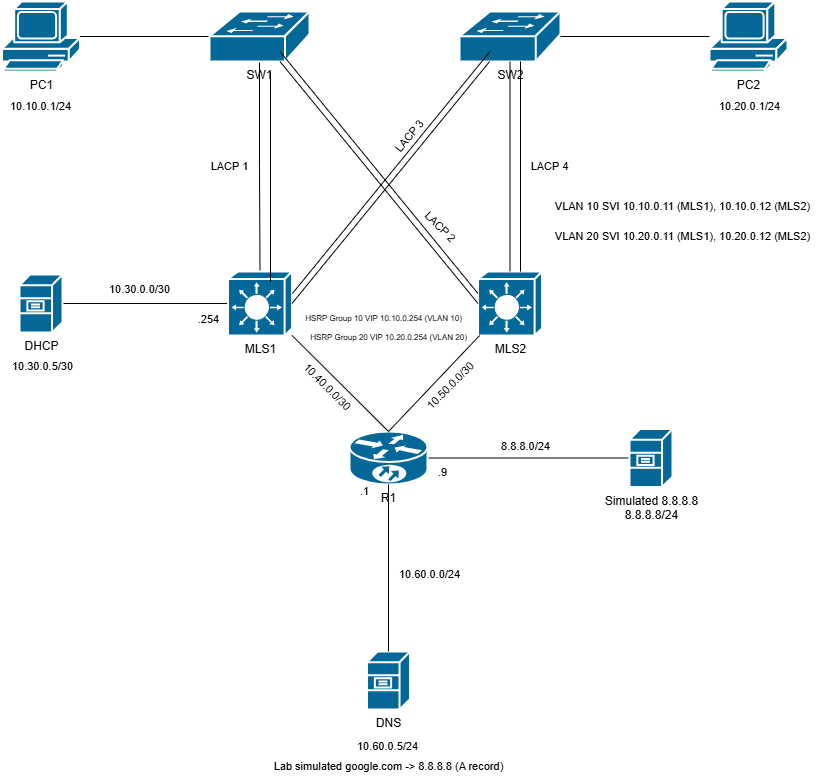 SW1
SW2
PC1
10.10.0.1/24
PC2
10.20.0.1/24
LACP 3
LACP 1
LACP 4
LACP 2
VLAN 10 SVI 10.10.0.11 (MLS1), 10.10.0.12 (MLS2)
VLAN 20 SVI 10.20.0.11 (MLS1), 10.20.0.12 (MLS2)
10.30.0.0/30
.254
HSRP Group 10 VIP 10.10.0.254 (VLAN 10)
HSRP Group 20 VIP 10.20.0.254 (VLAN 20)
DHCP
10.30.0.5/30
MLS1
MLS2
10.40.0.0/30
10.50.0.0/30
8.8.8.0/24
.9
.1
R1
Simulated 8.8.8.8
8.8.8.8/24
10.60.0.0/24
DNS
10.60.0.5/24
Lab simulated google.com -> 8.8.8.8 (A record)